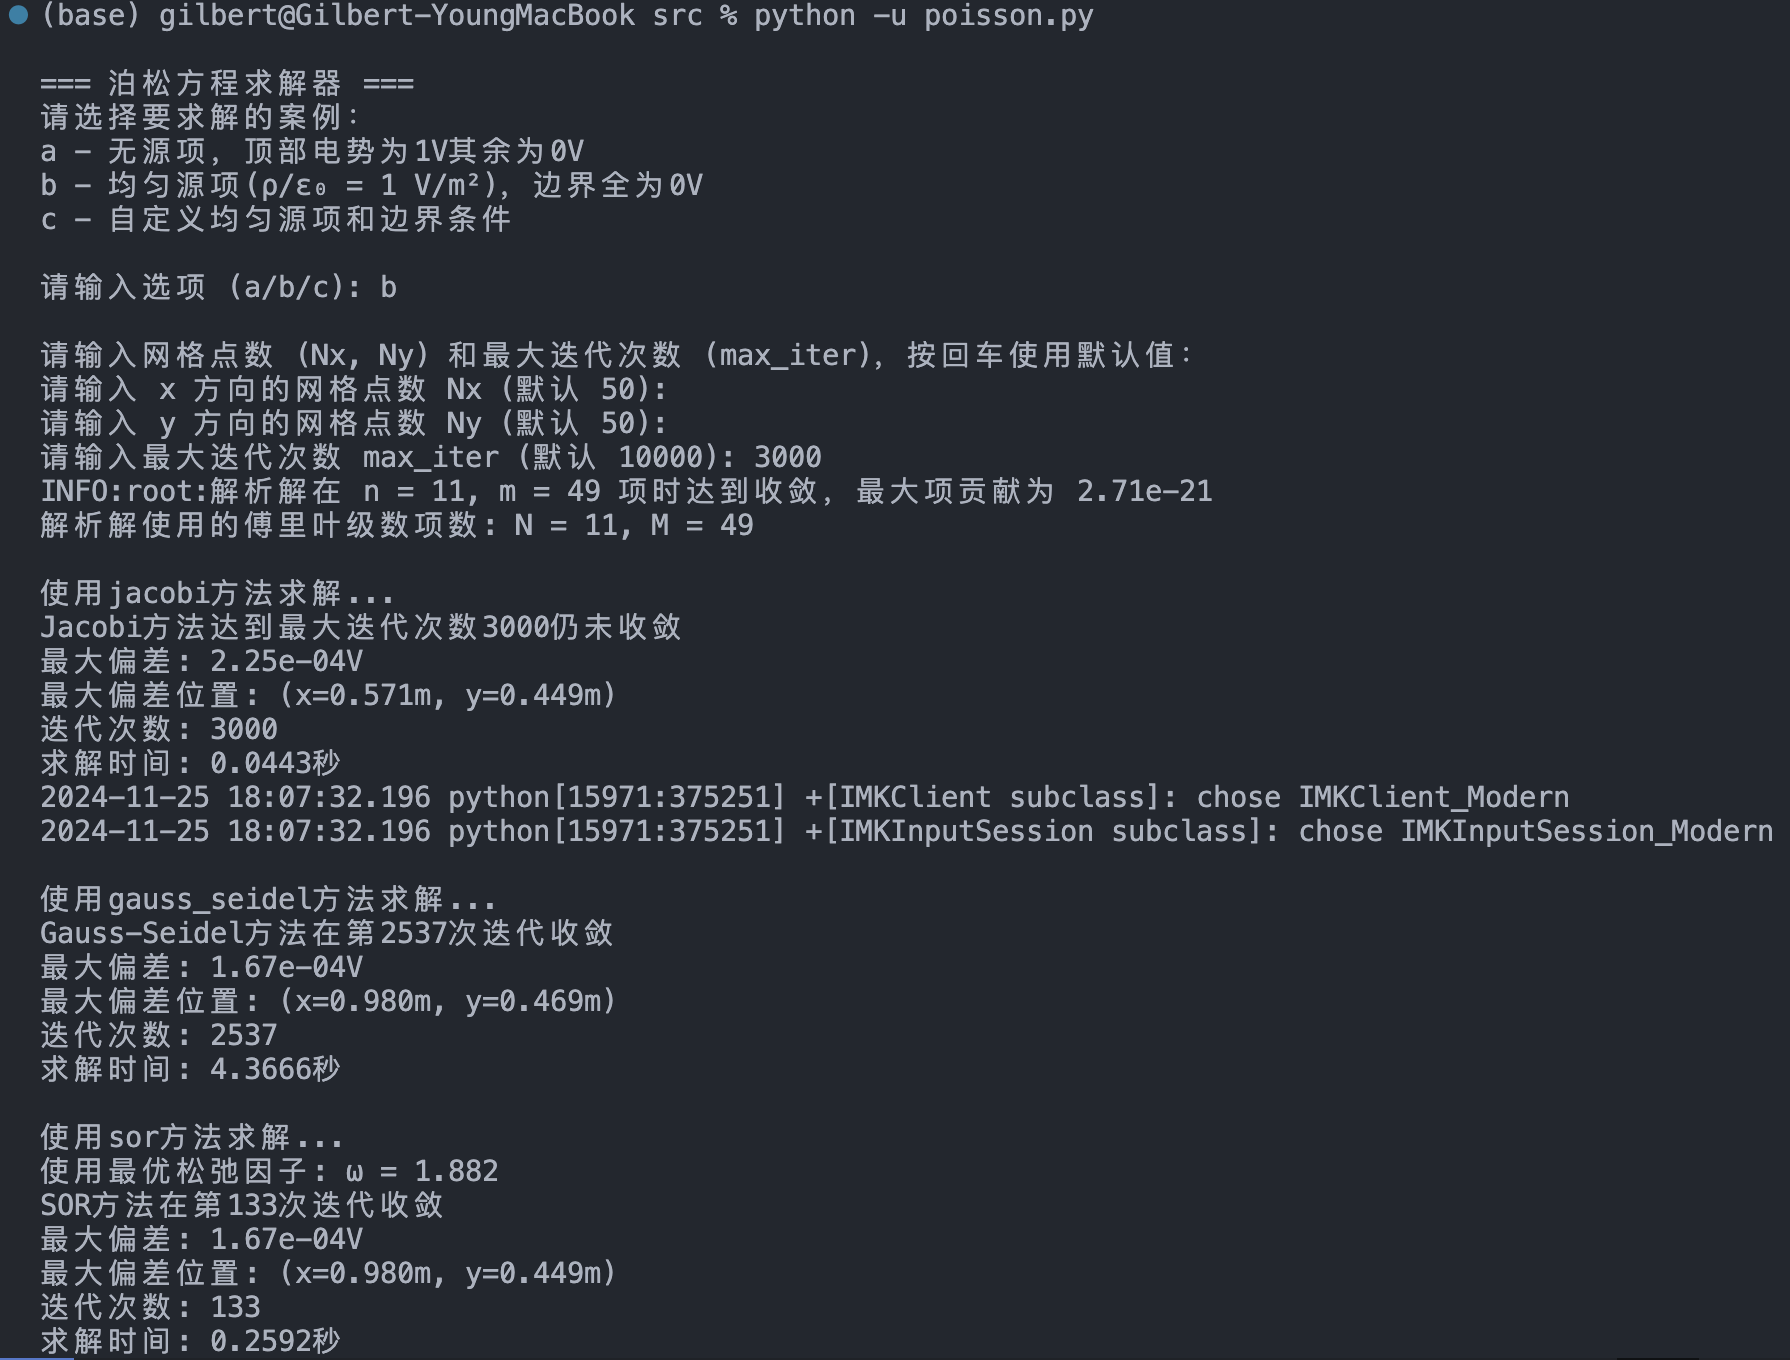 (base) gilbert@Gilbert-YoungMacBook src % python -u poisson.py
=== 泊松方程求解器 ===
请选择要求解的案例：
a - 无源项，顶部电势为1V其余为0V
b - 均匀源项(ρ/ε₀ = 1 V/m²)，边界全为0V
c - 自定义均匀源项和边界条件
请输入选项 (a/b/c): b
请输入网格点数 (Nx, Ny) 和最大迭代次数 (max_iter)，按回车使用默认值：
请输入 x 方向的网格点数 Nx (默认 50):
请输入 y 方向的网格点数 Ny (默认 50):
请输入最大迭代次数 max_iter (默认 10000): 3000
INFO:root:解析解在 n = 11, m = 49 项时达到收敛，最大项贡献为 2.71e-21
解析解使用的傅里叶级数项数: N = 11, M = 49
使用jacobi方法求解...
Jacobi方法达到最大迭代次数3000仍未收敛
最大偏差: 2.25e-04V
最大偏差位置: (x=0.571m, y=0.449m)
迭代次数: 3000
求解时间: 0.0443秒
2024-11-25 18:07:32.196 python[15971:375251] +[IMKClient subclass]: chose IMKClient_Modern
2024-11-25 18:07:32.196 python[15971:375251] +[IMKInputSession subclass]: chose IMKInputSession_Modern
使用gauss_seidel方法求解...
Gauss-Seidel方法在第2537次迭代收敛
最大偏差: 1.67e-04V
最大偏差位置: (x=0.980m, y=0.469m)
迭代次数: 2537
求解时间: 4.3666秒
使用sor方法求解...
使用最优松弛因子: ω = 1.882
SOR方法在第133次迭代收敛
最大偏差: 1.67e-04V
最大偏差位置: (x=0.980m, y=0.449m)
迭代次数: 133
求解时间: 0.2592秒